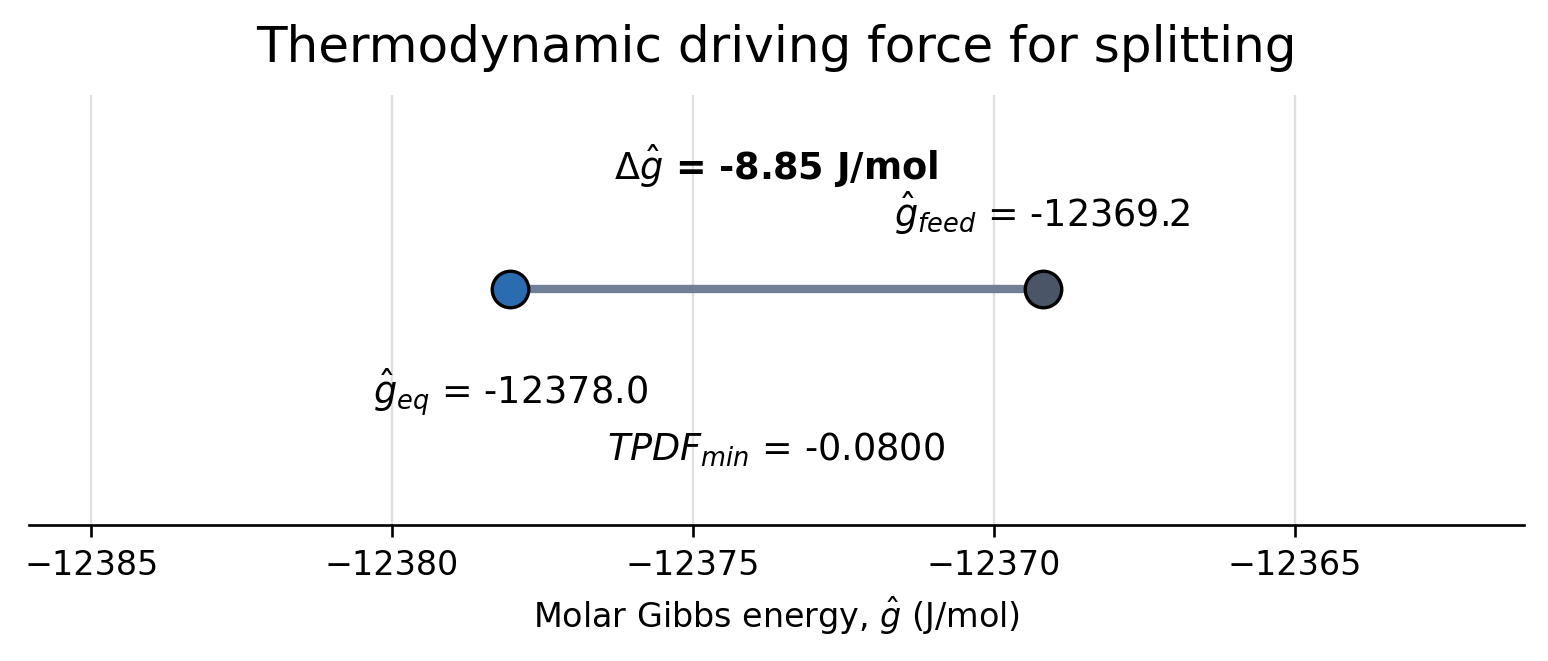 Thermodynamic driving force for splitting
Δĝ = -8.85 J/mol
ĝ_feed = -12369.2
ĝ_eq = -12378.0
TPDF_min = -0.0800
−12385 −12380 −12375 −12370 −12365
Molar Gibbs energy, ĝ (J/mol)